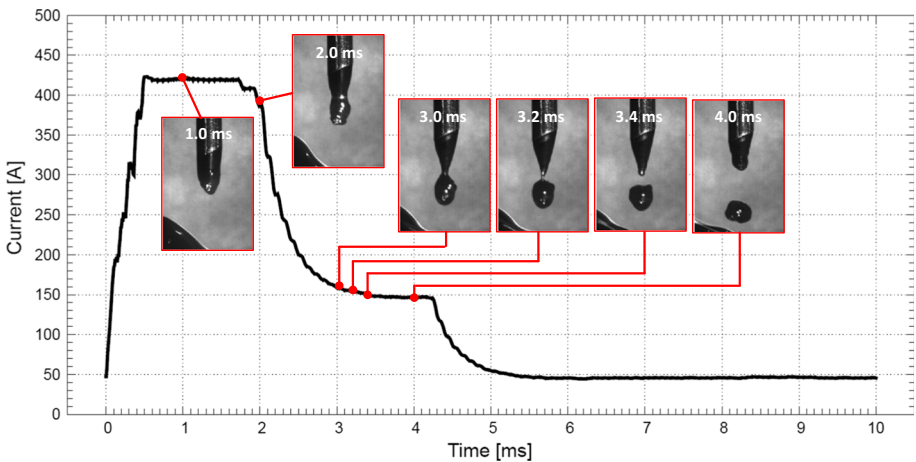 500
450
400
350
300
250
200
150
100
50
0
Current [A]
1.0 ms
2.0 ms
3.0 ms
3.2 ms
3.4 ms
4.0 ms
0 1 2 3 4 5 6 7 8 9 10
Time [ms]